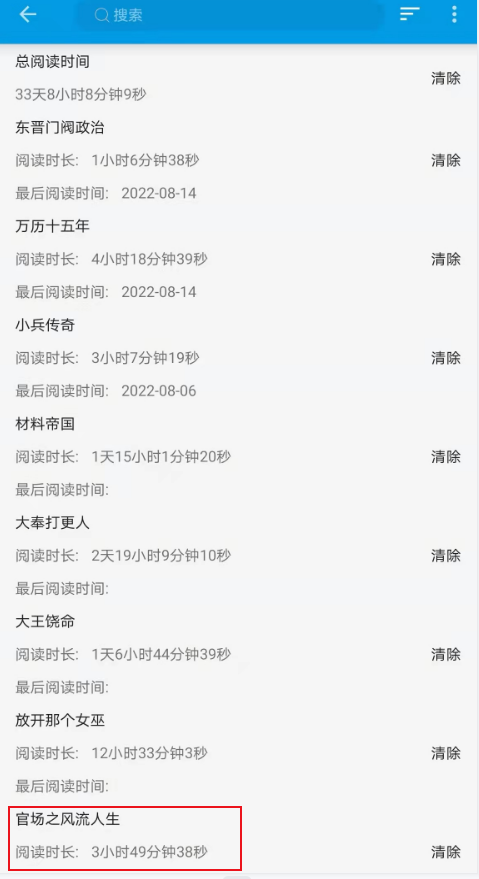 搜索
总阅读时间
33天8小时8分钟9秒
清除
东晋门阀政治
阅读时长: 1小时6分钟38秒
清除
最后阅读时间: 2022-08-14
万历十五年
阅读时长: 4小时18分钟39秒
清除
最后阅读时间: 2022-08-14
小兵传奇
阅读时长: 3小时7分钟19秒
清除
最后阅读时间: 2022-08-06
材料帝国
阅读时长: 1天15小时1分钟20秒
清除
最后阅读时间:
大奉打更人
阅读时长: 2天19小时9分钟10秒
清除
最后阅读时间:
大王饶命
阅读时长: 1天6小时44分钟39秒
清除
最后阅读时间:
放开那个女巫
阅读时长: 12小时33分钟3秒
清除
最后阅读时间:
官场之风流人生
阅读时长: 3小时49分钟38秒
清除